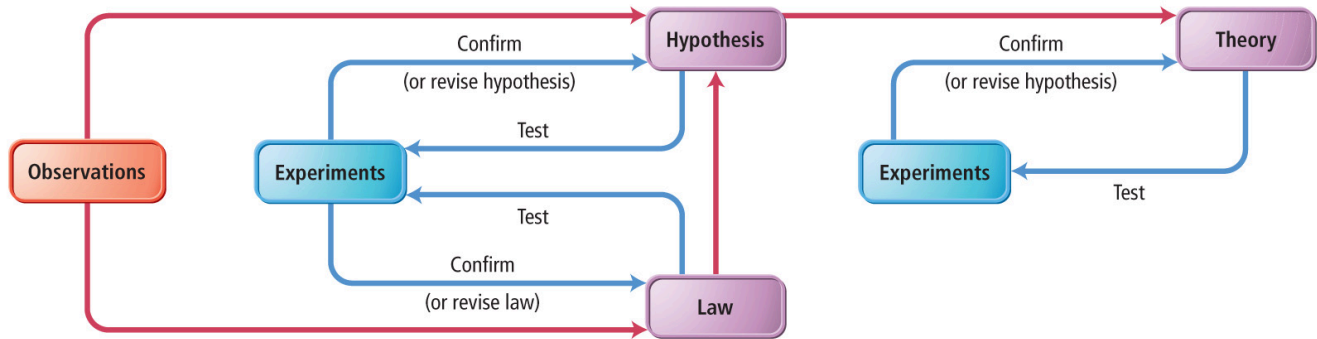 Hypothesis
Theory
Confirm
(or revise hypothesis)
Confirm
(or revise hypothesis)
Test
Observations
Experiments
Experiments
Test
Test
Confirm
(or revise law)
Law